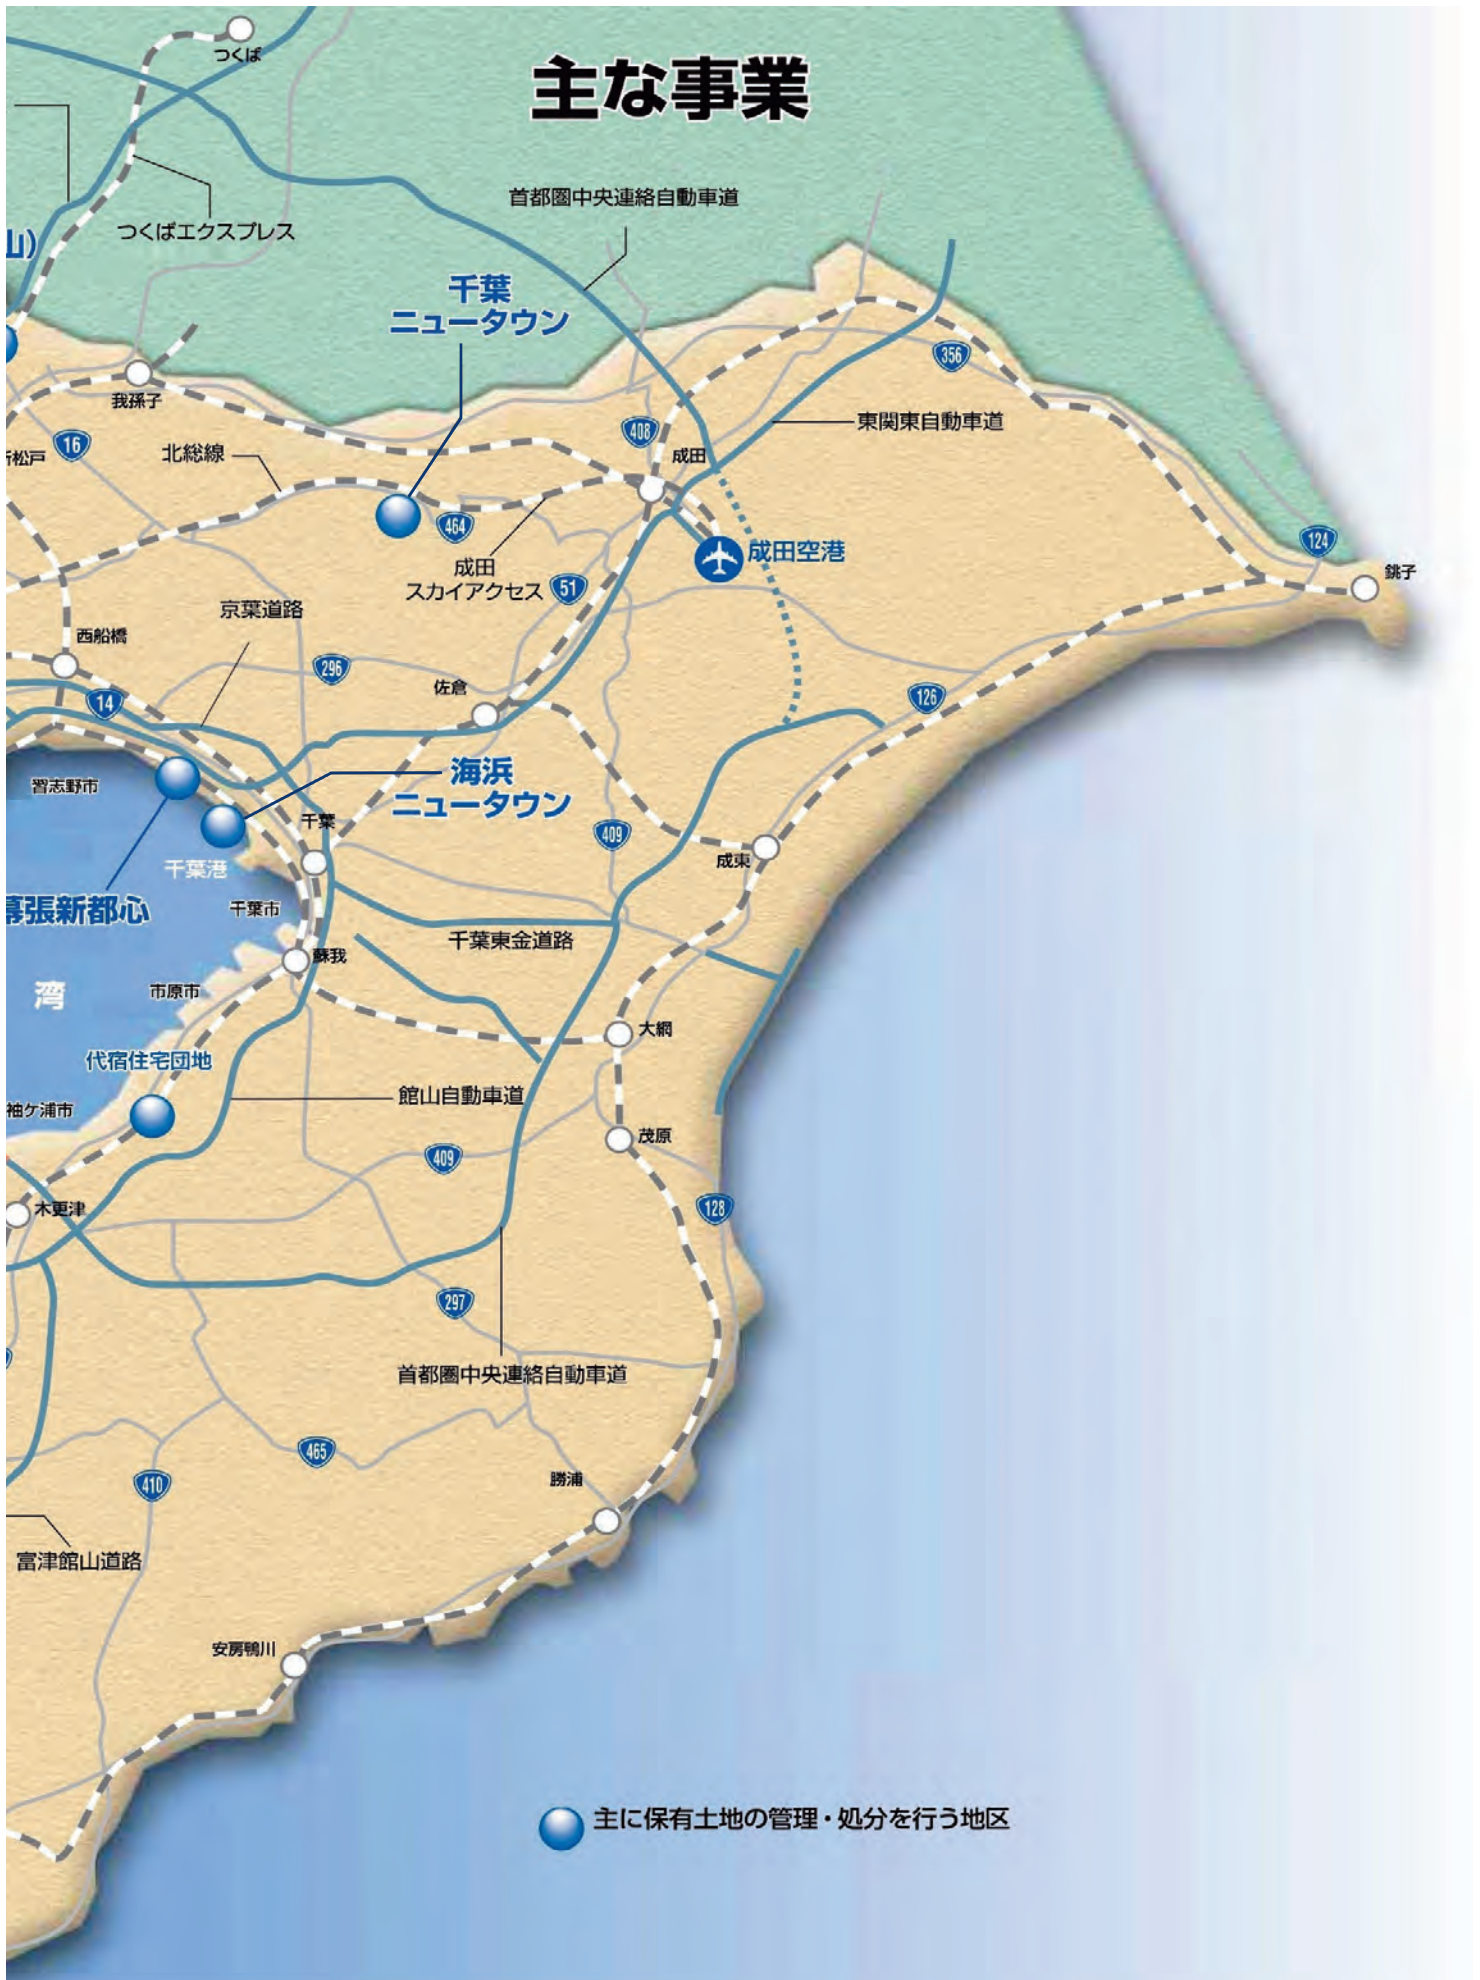 つくば
主な事業
首都圏中央連絡自動車道
つくばエクスプレス
山）
千葉
ニュータウン
356
我孫子
408
東関東自動車道
16
北総線
松戸
成田
464
124
成田空港
成田
スカイアクセス
51
銚子
京葉道路
西船橋
296
佐倉
126
14
海浜
ニュータウン
習志野市
千葉
409
成東
千葉港
張新都心
千葉市
千葉東金道路
蘇我
湾
市原市
大網
代宿住宅団地
館山自動車道
袖ケ浦市
茂原
409
木更津
128
297
首都圏中央連絡自動車道
465
勝浦
410
富津館山道路
安房鴨川
主に保有土地の管理・処分を行う地区